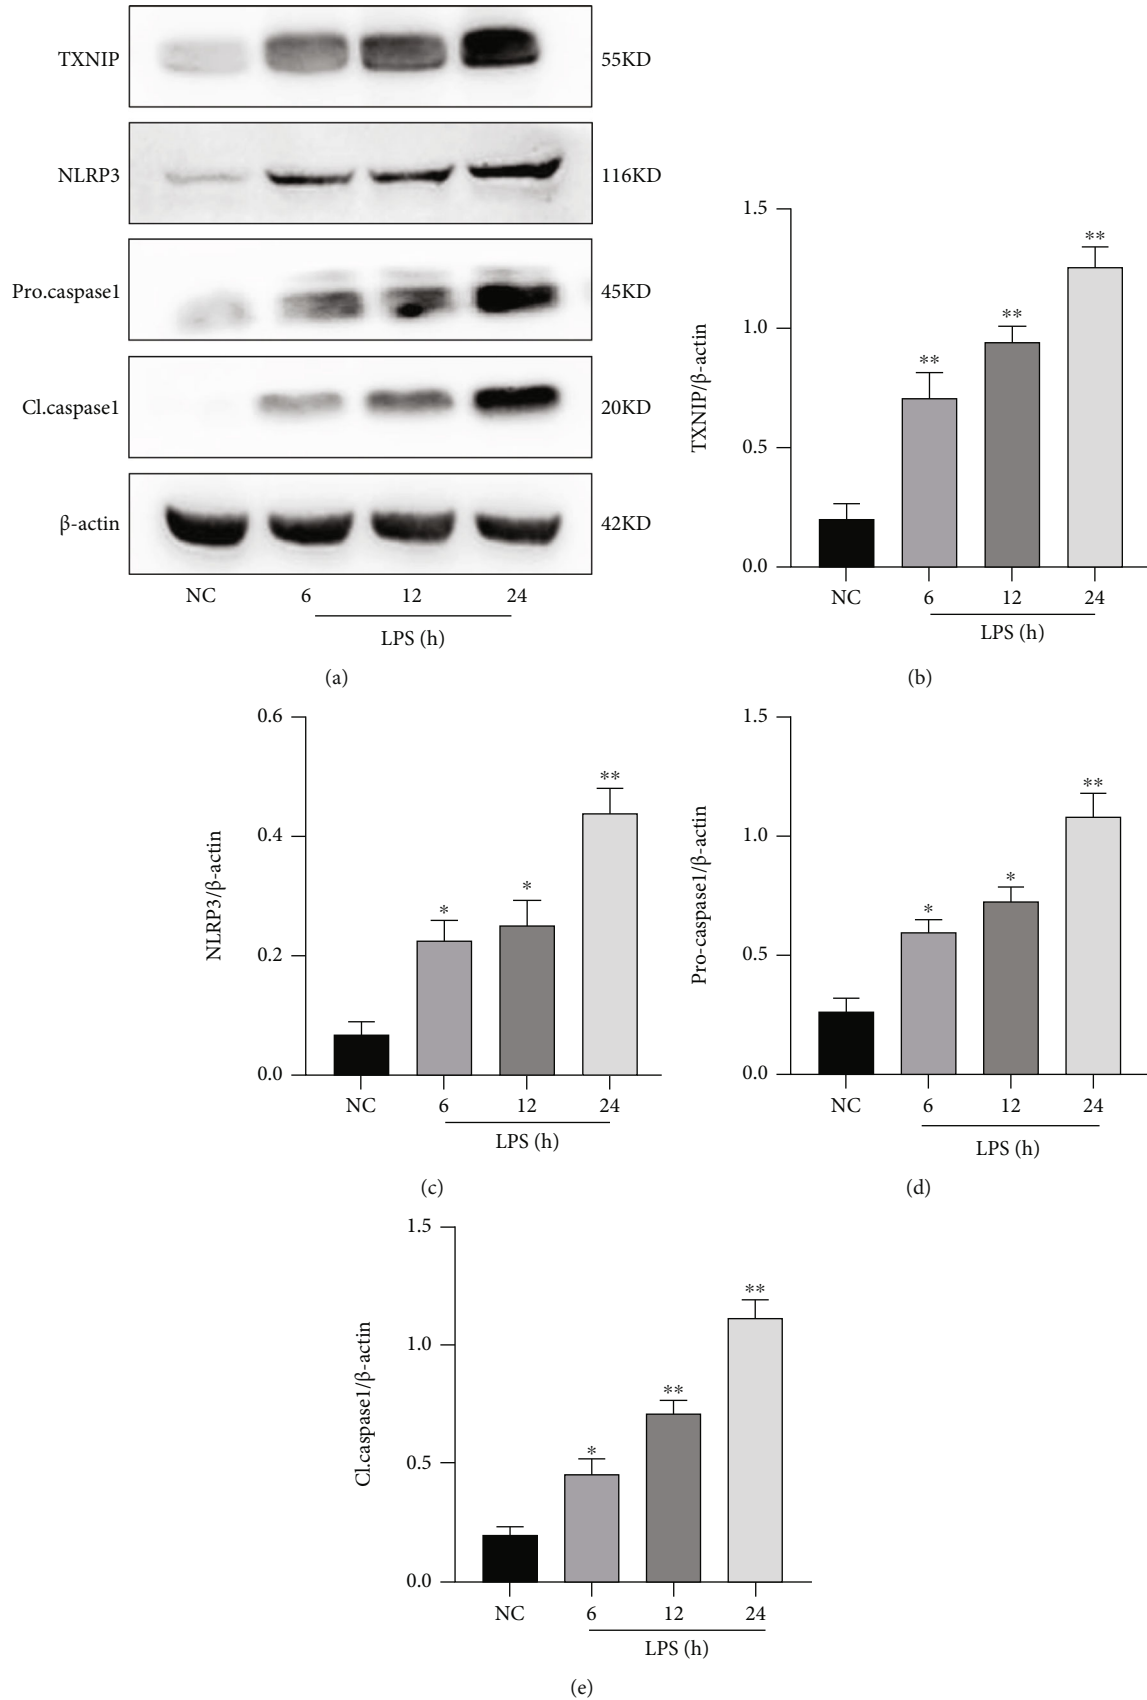 TXNIP 55KD
NLRP3 116KD
Pro.caspase1 45KD
Cl.caspase1 20KD
β-actin 42KD
NC 6 12 24
LPS (h)
(a)
TXNIP/β-actin
1.5
1.0
0.5
0.0
**
**
**
NC 6 12 24
LPS (h)
(b)
NLRP3/β-actin
0.6
0.4
0.2
0.0
*
*
**
NC 6 12 24
LPS (h)
(c)
Pro-caspase1/β-actin
1.5
1.0
0.5
0.0
*
*
**
NC 6 12 24
LPS (h)
(d)
Cl.caspase1/β-actin
1.5
1.0
0.5
0.0
*
**
**
NC 6 12 24
LPS (h)
(e)